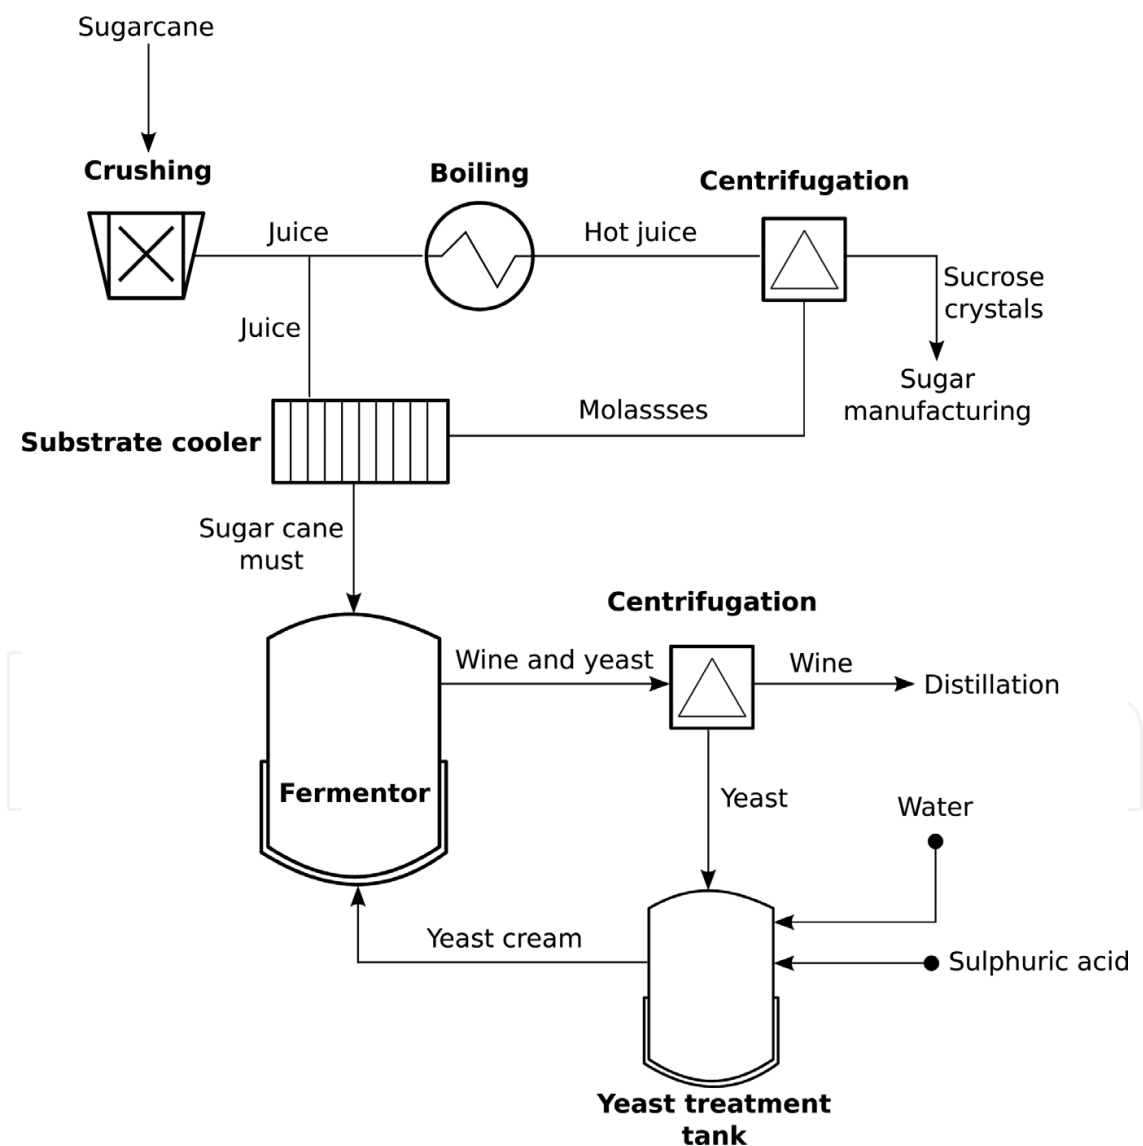 Sugarcane
Crushing
Boiling
Centrifugation
Juice
Hot juice
Sucrose
crystals
Juice
Sugar
manufacturing
Molassses
Substrate cooler
Sugar cane
must
Centrifugation
Wine and yeast
Wine
Distillation
Fermentor
Yeast
Water
Yeast cream
Sulphuric acid
Yeast treatment
tank